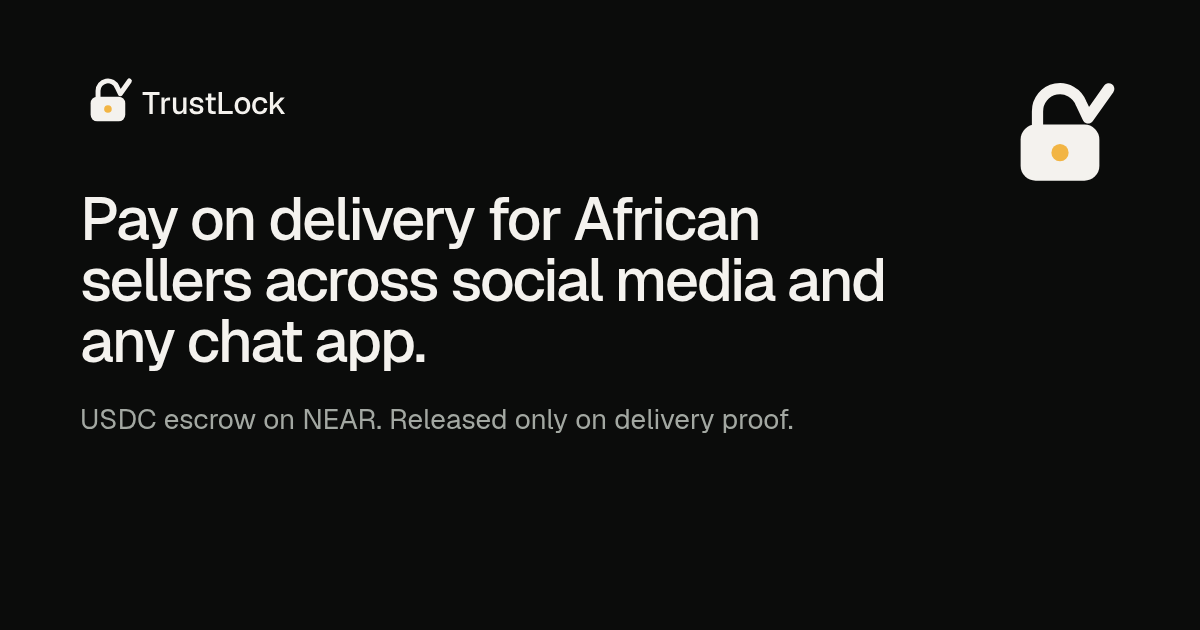 TrustLock
Pay on delivery for African
sellers across social media and
any chat app.
USDC escrow on NEAR. Released only on delivery proof.